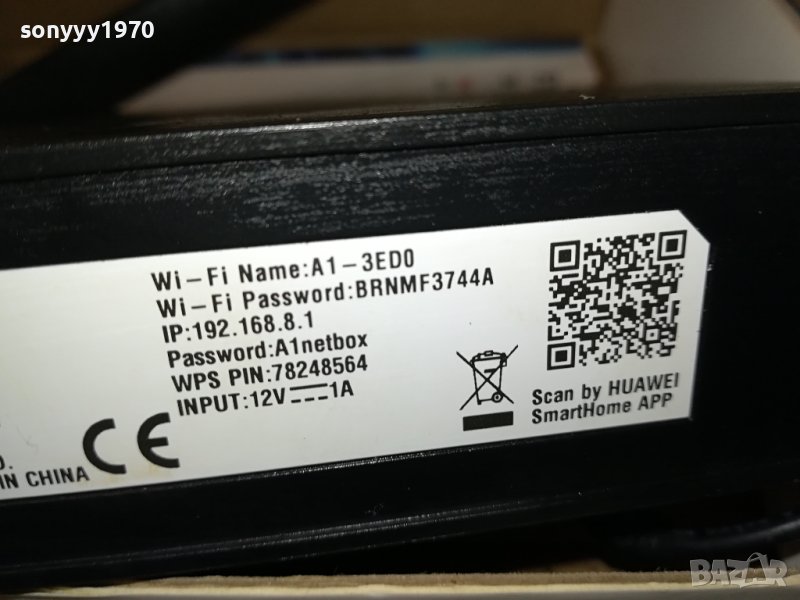 sonyyy1970
Wi-Fi Name:A1-3ED0
Wi-Fi Password:BRNMF3744A
IP:192.168.8.1
Password:A1netbox
WPS PIN:78248564
INPUT:12V⎓1A
IN CHINA
CE
Scan by HUAWEI
SmartHome APP
BAZAR